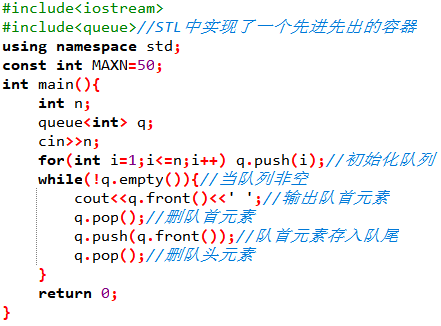 #include<iostream>
#include<queue>//STL中实现了一个先进先出的容器
using namespace std;
const int MAXN=50;
int main(){
    int n;
    queue<int> q;
    cin>>n;
    for(int i=1;i<=n;i++) q.push(i);//初始化队列
    while(!q.empty()){//当队列非空
        cout<<q.front()<<' ';//输出队首元素
        q.pop();//删队首元素
        q.push(q.front());//队首元素存入队尾
        q.pop();//删队头元素
    }
    return 0;
}